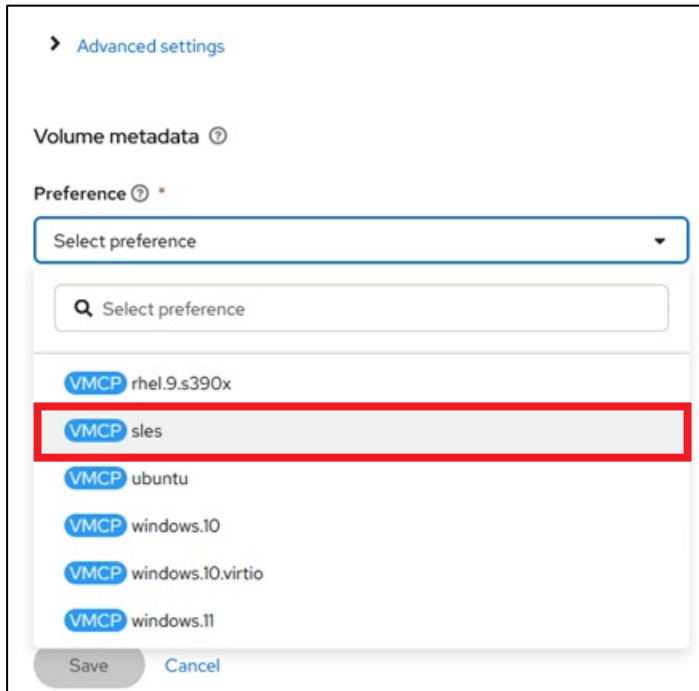 Advanced settings
Volume metadata
Preference *
Select preference
Select preference
VMCP rhel.9.s390x
VMCP sles
VMCP ubuntu
VMCP windows.10
VMCP windows.10.virtio
VMCP windows.11
Save Cancel